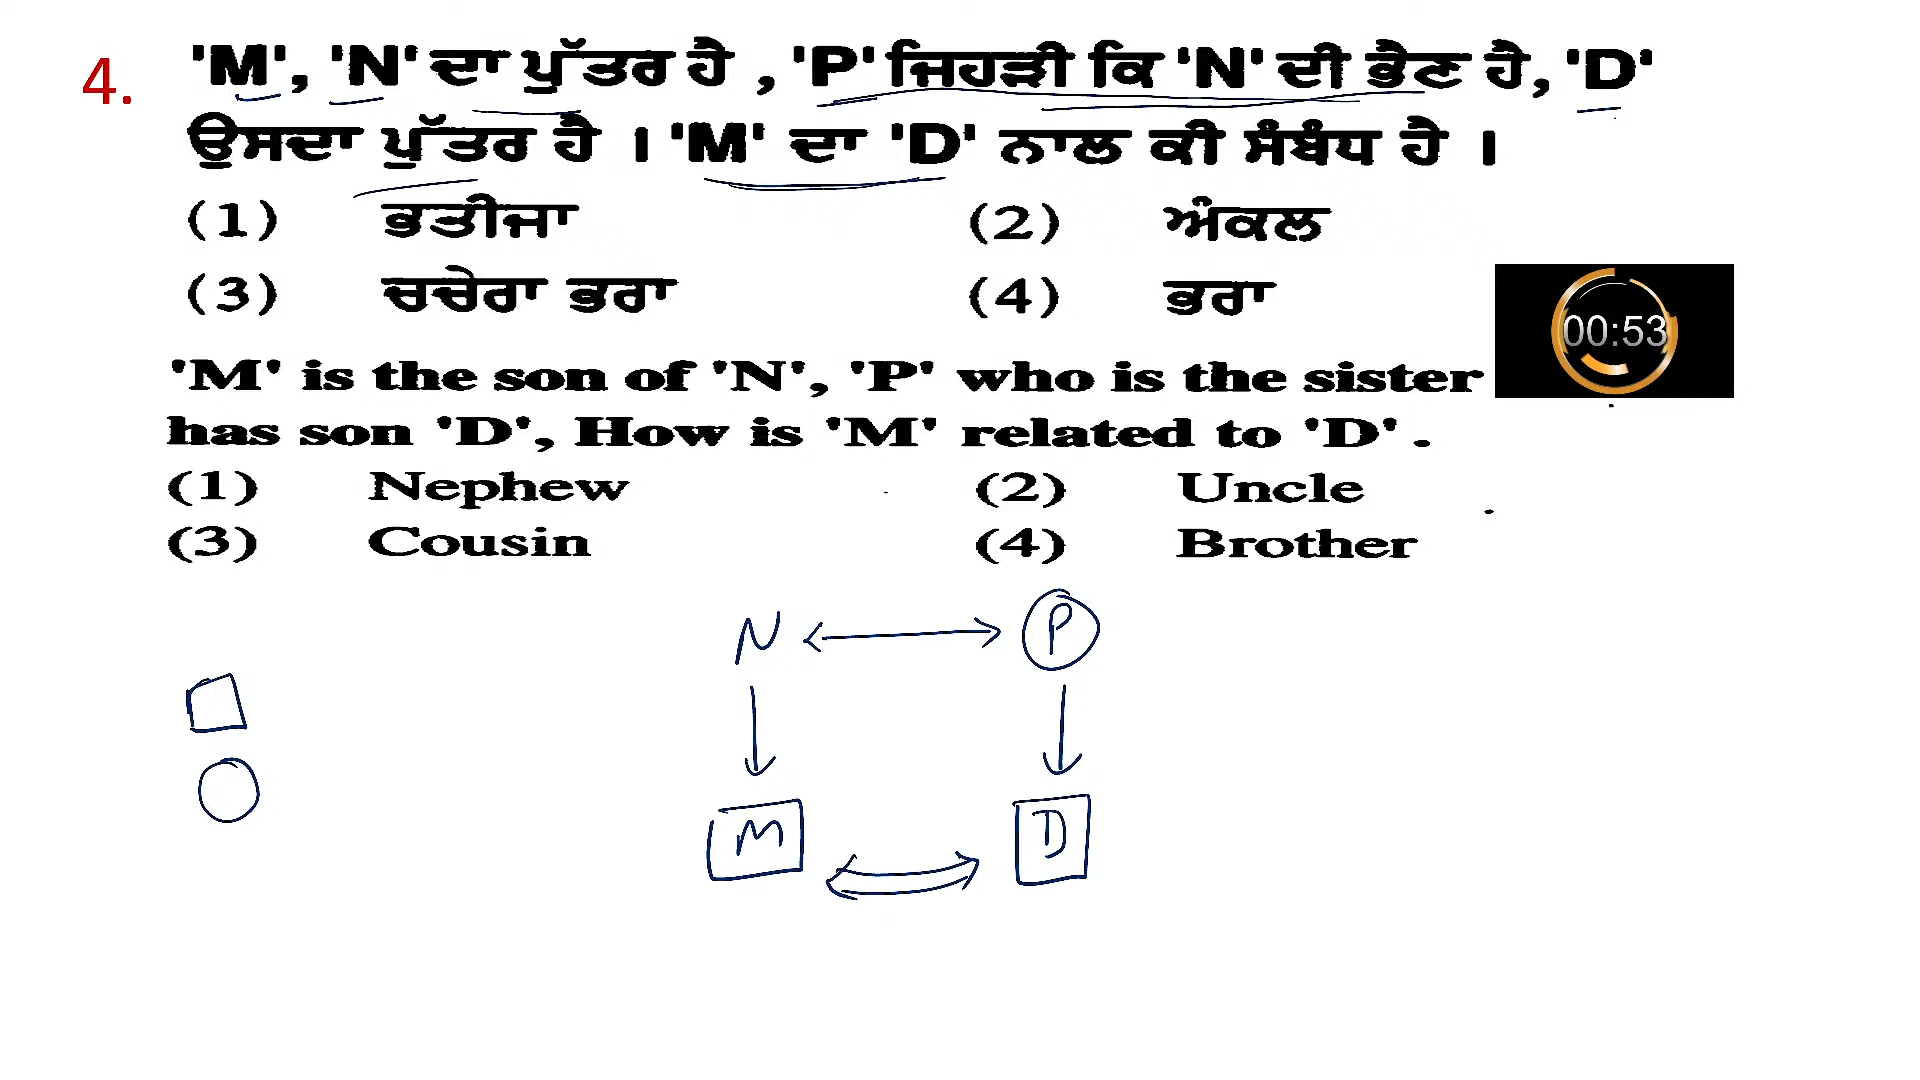 4. 'M', 'N' ਦਾ ਪੁੱਤਰ ਹੈ , 'P' ਜਿਹੜੀ ਕਿ 'N' ਦੀ ਭੈਣ ਹੈ, 'D'
ਉਸਦਾ ਪੁੱਤਰ ਹੈ । 'M' ਦਾ 'D' ਨਾਲ ਕੀ ਸੰਬੰਧ ਹੈ ।
(1) ਭਤੀਜਾ (2) ਅੰਕਲ
(3) ਚਚੇਰਾ ਭਰਾ (4) ਭਰਾ
00:53
'M' is the son of 'N', 'P' who is the sister
has son 'D', How is 'M' related to 'D' .
(1) Nephew (2) Uncle
(3) Cousin (4) Brother
N P
M D